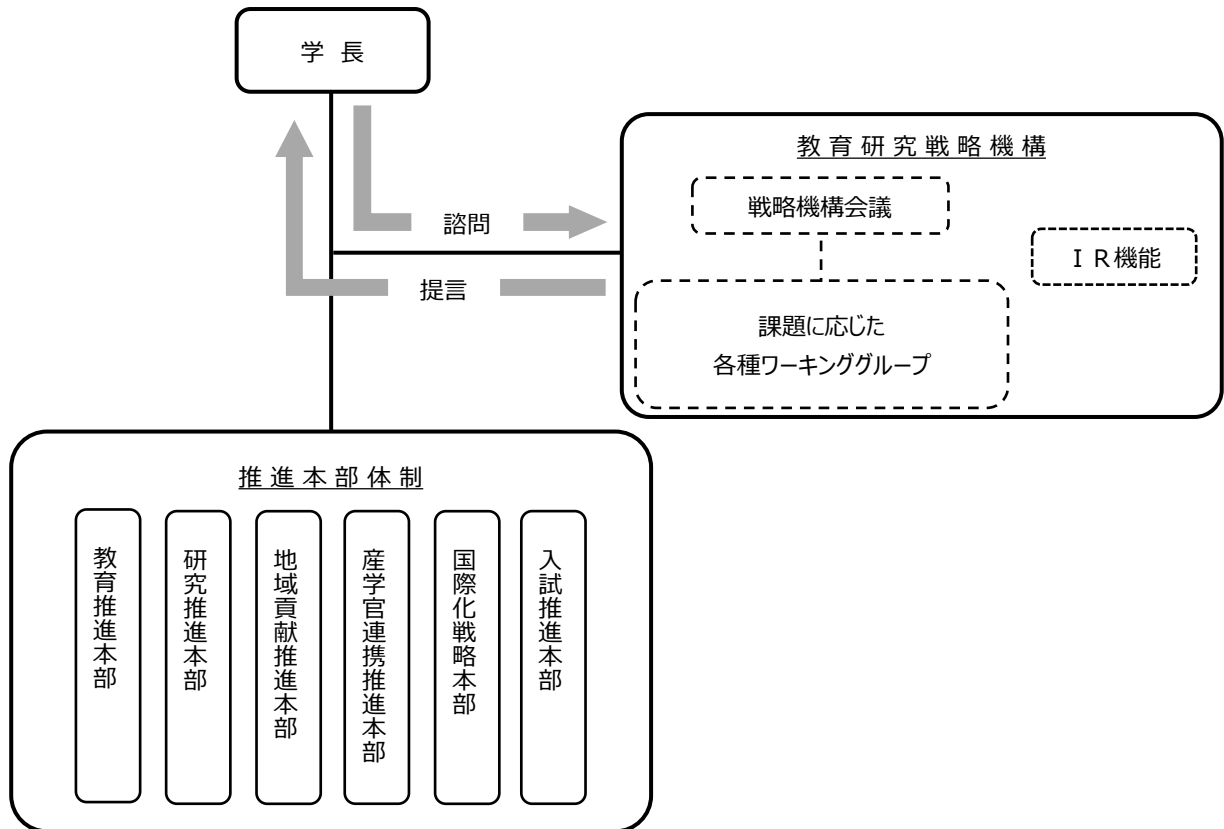 学 長
教 育 研 究 戦 略 機 構
戦略機構会議
諮問
ＩＲ機能
提言
課題に応じた
各種ワーキンググループ
推 進 本 部 体 制
教育推進本部
研究推進本部
地域貢献推進本部
産学官連携推進本部
国際化戦略本部
入試推進本部